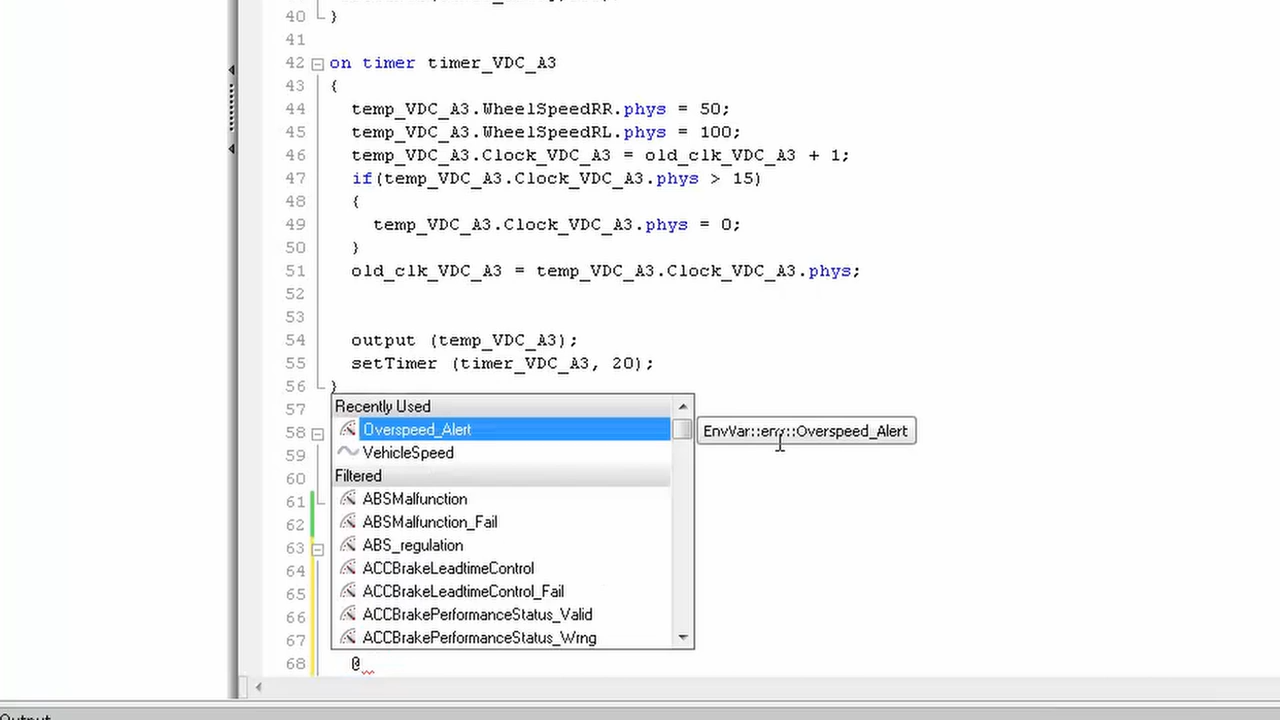 40 }
41
42 on timer timer_VDC_A3
43 {
44 temp_VDC_A3.WheelSpeedRR.phys = 50;
45 temp_VDC_A3.WheelSpeedRL.phys = 100;
46 temp_VDC_A3.Clock_VDC_A3 = old_clk_VDC_A3 + 1;
47 if(temp_VDC_A3.Clock_VDC_A3.phys > 15)
48 {
49 temp_VDC_A3.Clock_VDC_A3.phys = 0;
50 }
51 old_clk_VDC_A3 = temp_VDC_A3.Clock_VDC_A3.phys;
52
53
54 output (temp_VDC_A3);
55 setTimer (timer_VDC_A3, 20);
56 }
57 Recently Used
58 Overspeed_Alert EnvVar::env::Overspeed_Alert
59 VehicleSpeed
60 Filtered
61 ABSMalfunction
62 ABSMalfunction_Fail
63 ABS_regulation
64 ACCBrakeLeadtimeControl
65 ACCBrakeLeadtimeControl_Fail
66 ACCBrakePerformanceStatus_Valid
67 ACCBrakePerformanceStatus_Wrng
68 @
Output